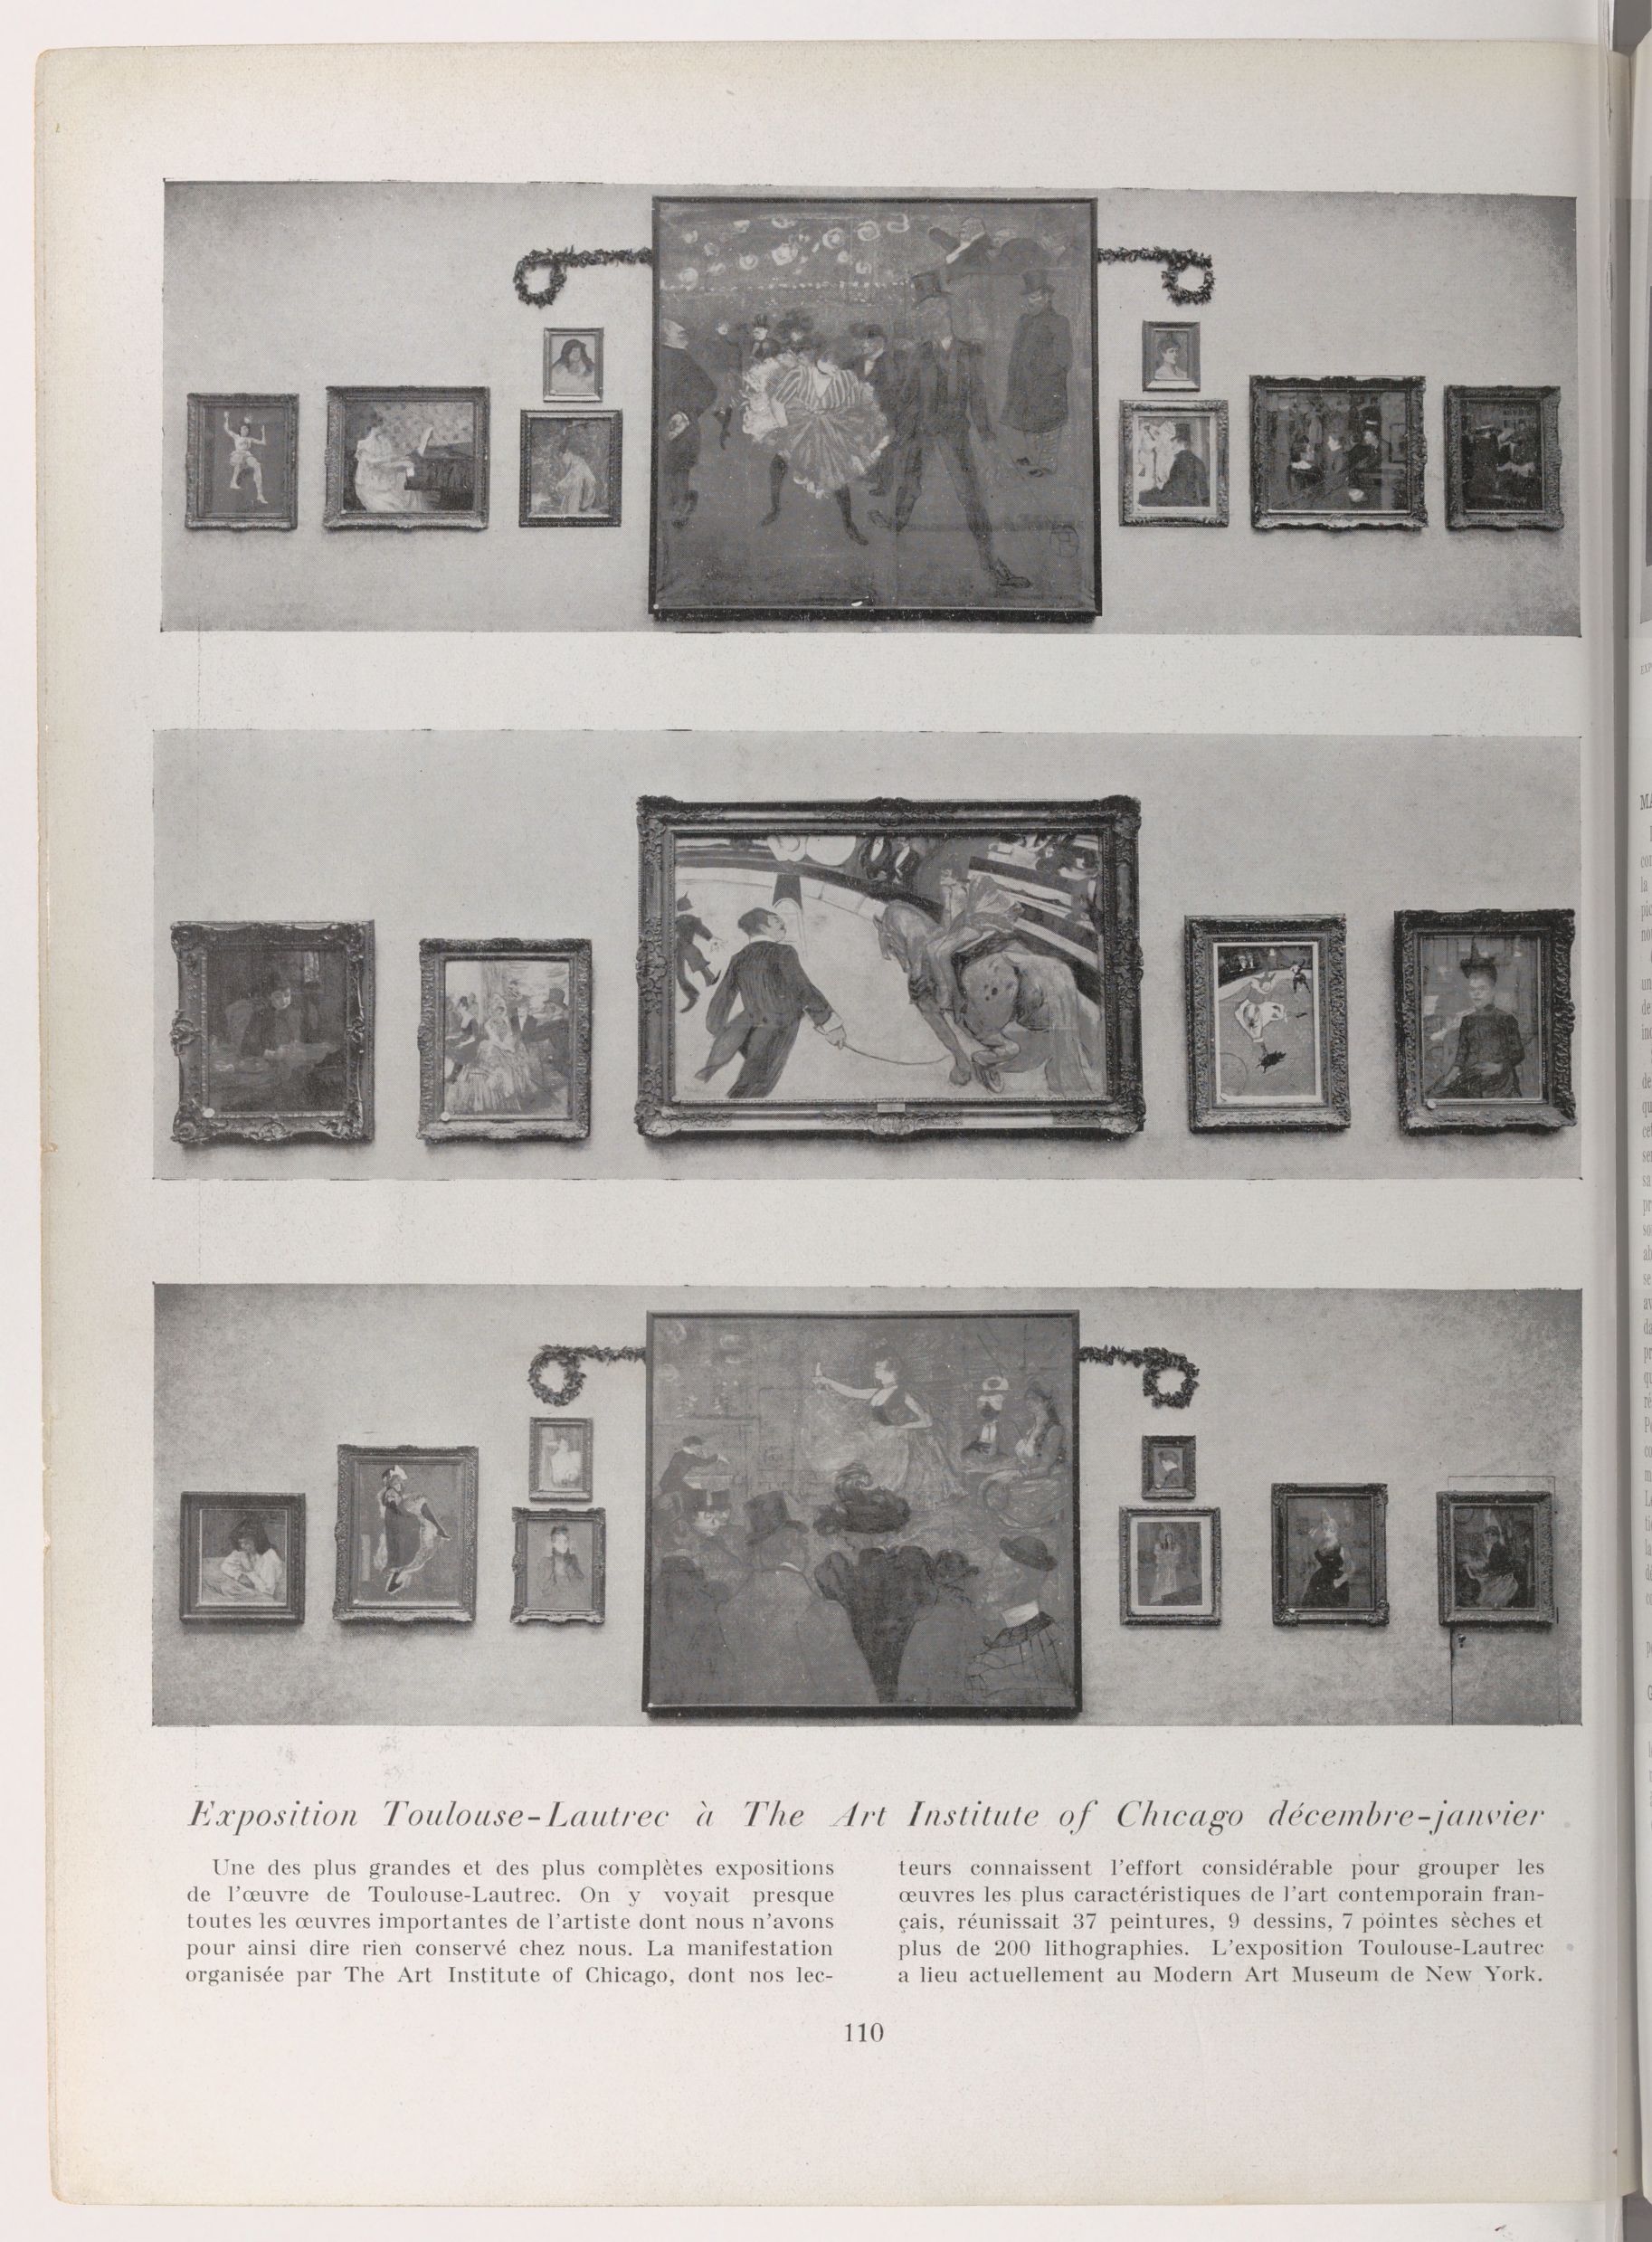 Exposition Toulouse-Lautrec à The Art Institute of Chicago décembre-janvier
Une des plus grandes et des plus complètes expositions
de l'œuvre de Toulouse-Lautrec. On y voyait presque
toutes les œuvres importantes de l'artiste dont nous n'avons
pour ainsi dire rien conservé chez nous. La manifestation
organisée par The Art Institute of Chicago, dont nos lec-
teurs connaissent l'effort considérable pour grouper les
œuvres les plus caractéristiques de l'art contemporain fran-
çais, réunissait 37 peintures, 9 dessins, 7 pointes sèches et
plus de 200 lithographies. L'exposition Toulouse-Lautrec
a lieu actuellement au Modern Art Museum de New York.
110